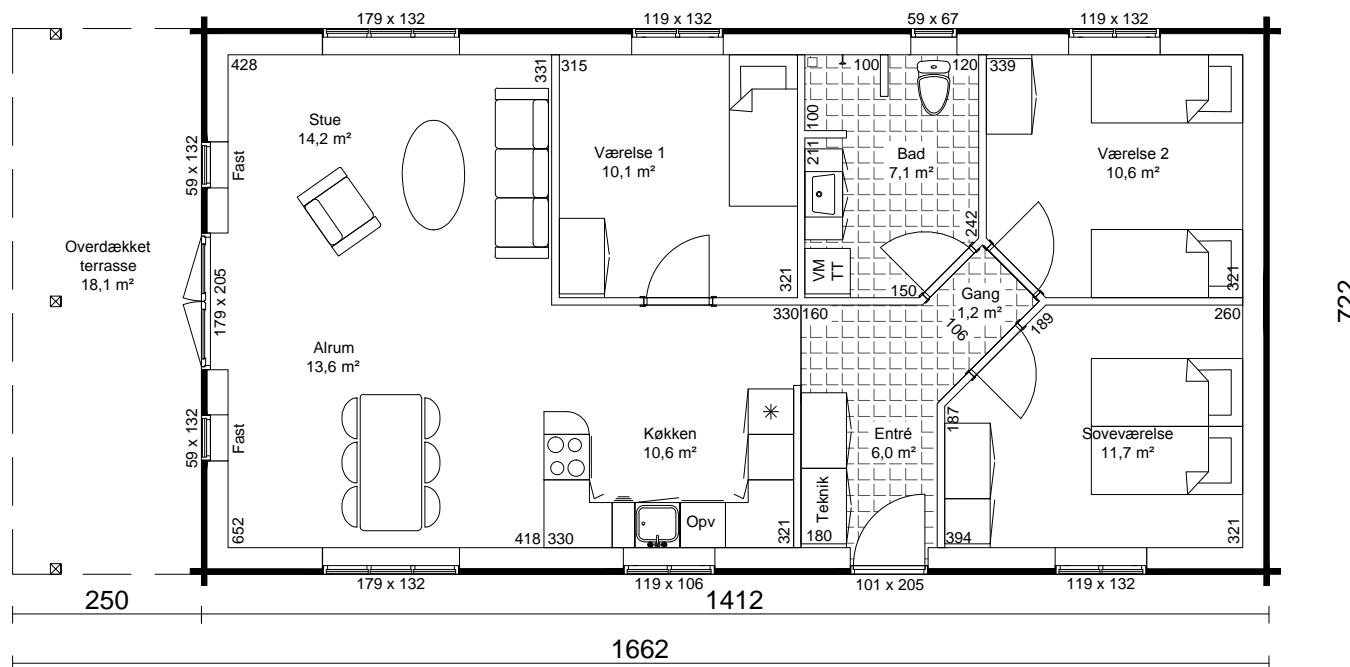 179 x 132
119 x 132
59 x 67
119 x 132
428
331
315
100
120
339
Stue
14,2 m²
59 x 132
Fast
Værelse 1
10,1 m²
100
211
Bad
7,1 m²
Værelse 2
10,6 m²
Overdækket
terrasse
18,1 m²
179 x 205
242
321
VM
TT
150
Gang
1,2 m²
321
330
160
106
189
260
722
Alrum
13,6 m²
59 x 132
Fast
Køkken
10,6 m²
Entré
6,0 m²
187
Soveværelse
11,7 m²
Teknik
Opv
652
418
330
321
180
394
321
179 x 132
119 x 106
101 x 205
119 x 132
250
1412
1662